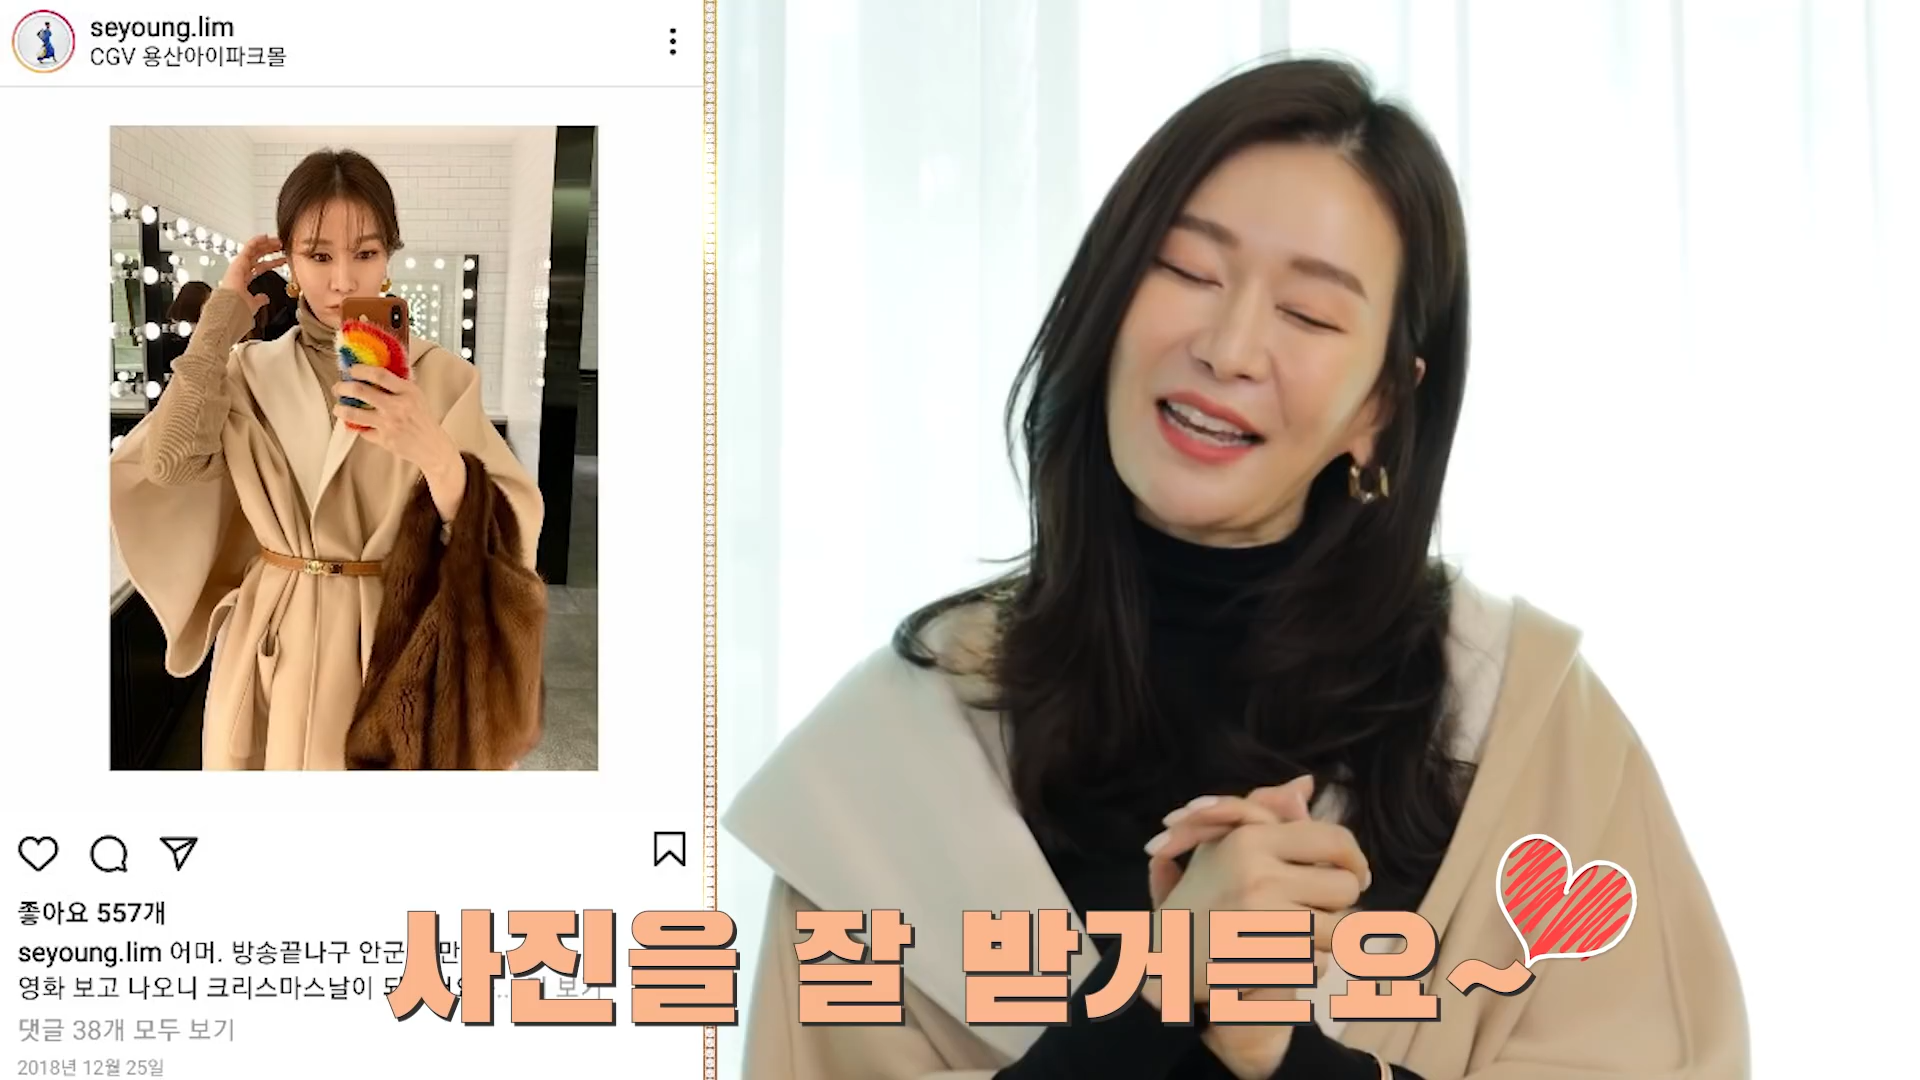 seyoung.lim
CGV 용산아이파크몰
좋아요 557개
seyoung.lim 어머. 방송끝나구 안군
영화 보고 나오니 크리스마스날이
댓글 38개 모두 보기
2018년 12월 25일
사진을 잘 받거든요~